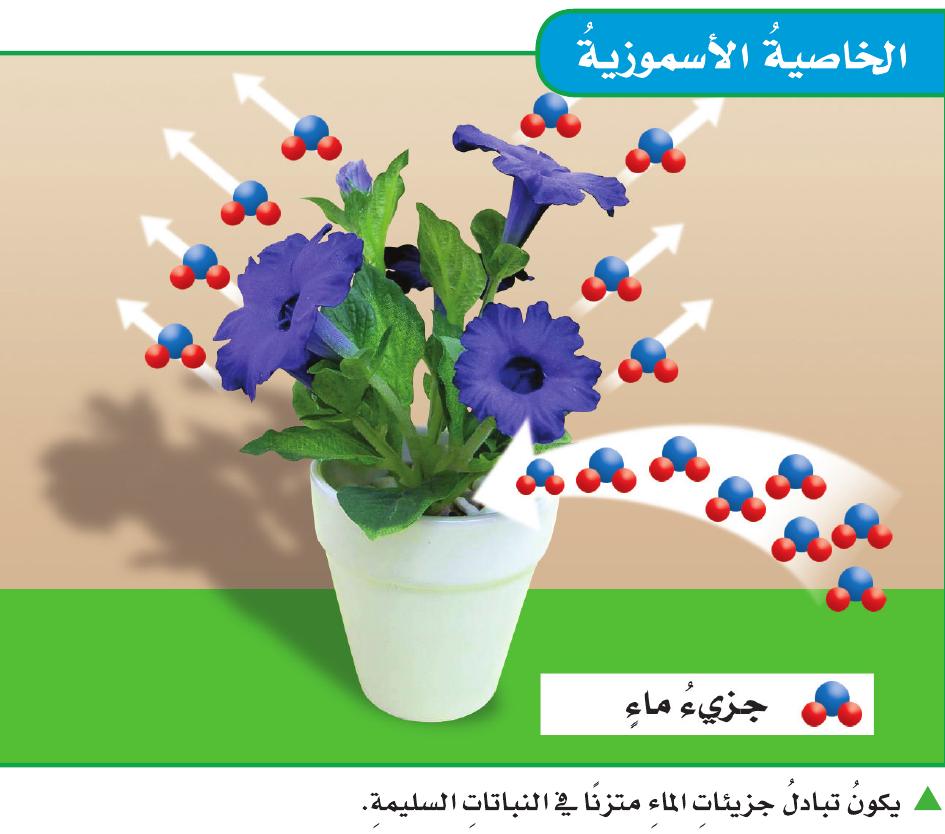 الخاصيةُ الأسموزيةُ
جزيءُ ماءٍ
يكونُ تبادلُ جزيئاتِ الماءِ متزنًا في النباتاتِ السليمةِ.